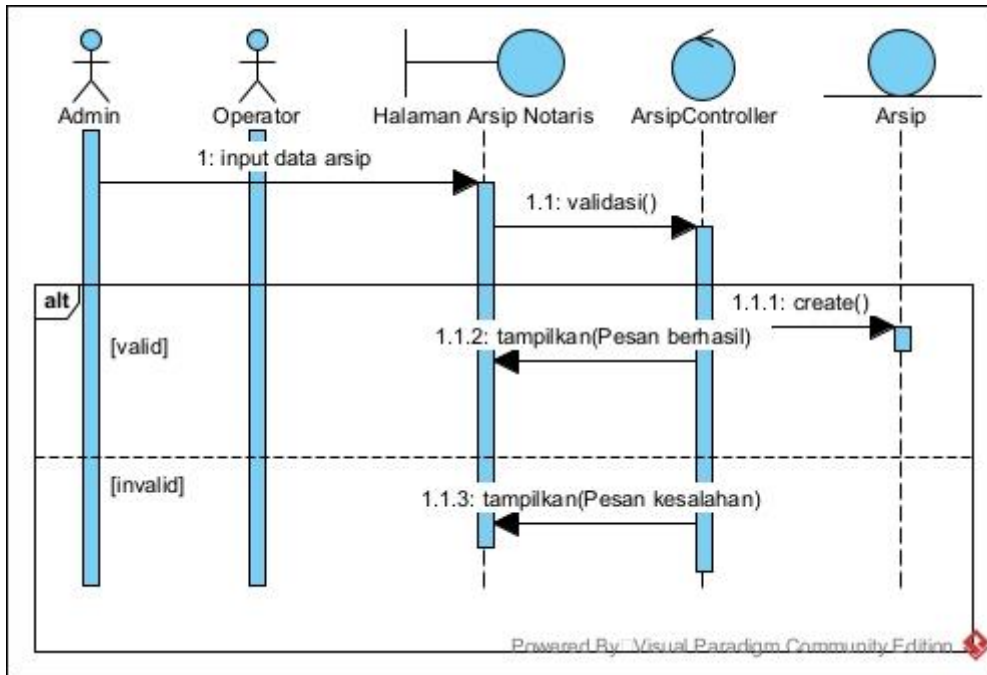 Admin
Operator
Halaman Arsip Notaris
ArsipController
Arsip
1: input data arsip
1.1: validasi()
alt
1.1.1: create()
[valid]
1.1.2: tampilkan(Pesan berhasil)
[invalid]
1.1.3: tampilkan(Pesan kesalahan)
Powered By Visual Paradigm Community Edition